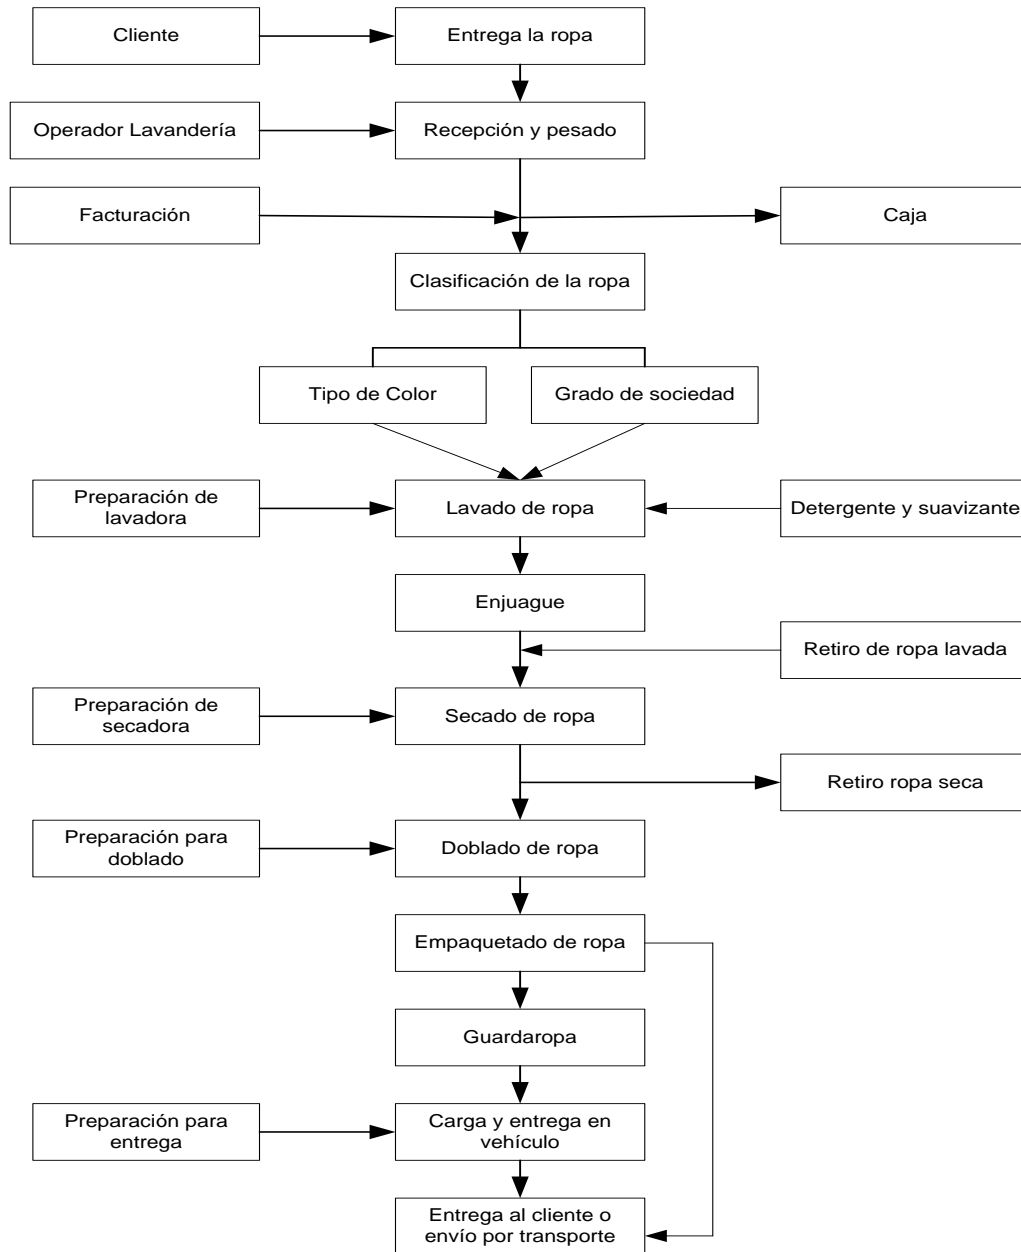 Cliente
Entrega la ropa
Operador Lavandería
Recepción y pesado
Facturación
Caja
Clasificación de la ropa
Tipo de Color
Grado de sociedad
Preparación de
lavadora
Lavado de ropa
Detergente y suavizante
Enjuague
Retiro de ropa lavada
Preparación de
secadora
Secado de ropa
Retiro ropa seca
Preparación para
doblado
Doblado de ropa
Empaquetado de ropa
Guardaropa
Preparación para
entrega
Carga y entrega en
vehículo
Entrega al cliente o
envío por transporte